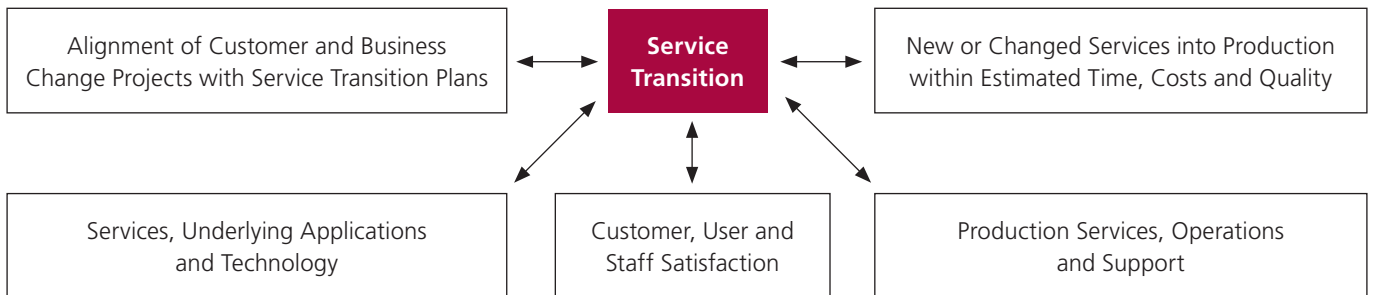 Alignment of Customer and Business
Change Projects with Service Transition Plans
Service
Transition
New or Changed Services into Production
within Estimated Time, Costs and Quality
Services, Underlying Applications
and Technology
Customer, User and
Staff Satisfaction
Production Services, Operations
and Support